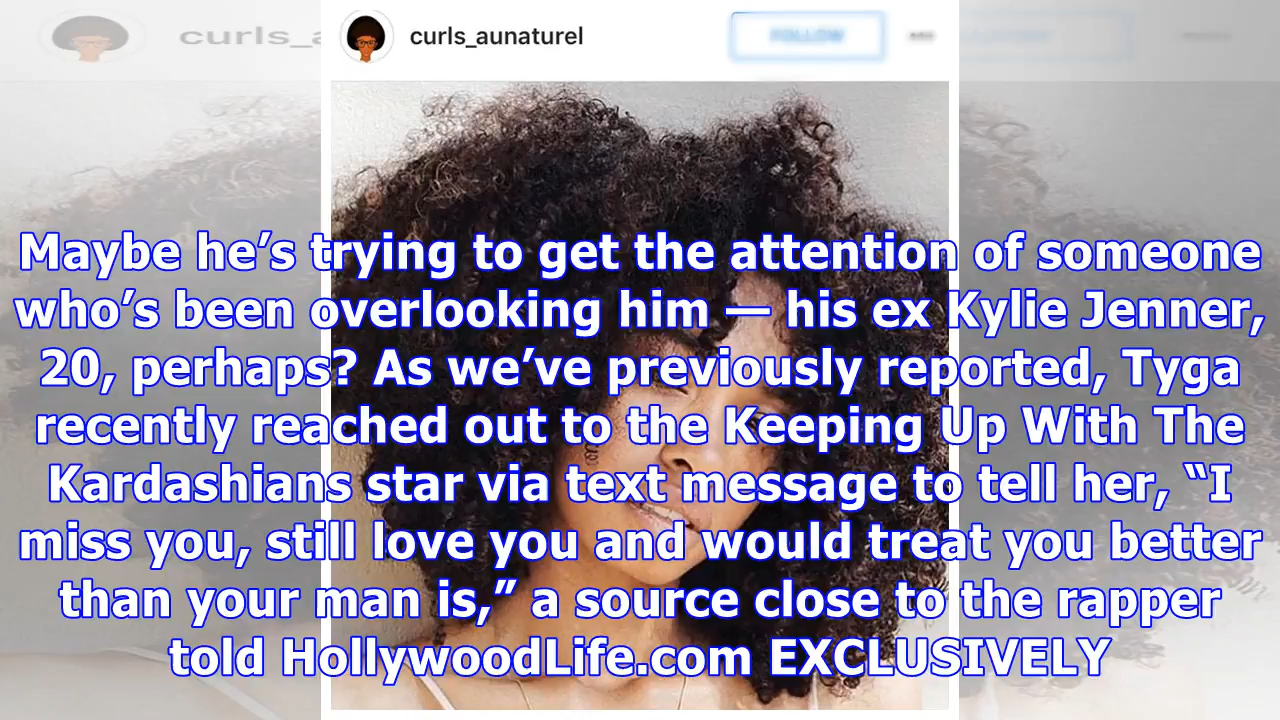 curls_aunaturel
curls_a
FOLLOW
Maybe he’s trying to get the attention of someone
who’s been overlooking him — his ex Kylie Jenner,
20, perhaps? As we’ve previously reported, Tyga
recently reached out to the Keeping Up With The
Kardashians star via text message to tell her, “I
miss you, still love you and would treat you better
than your man is,” a source close to the rapper
told HollywoodLife.com EXCLUSIVELY